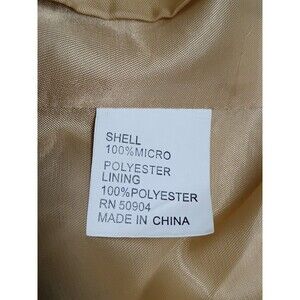 SHELL
100%MICRO
POLYESTER
LINING
100%POLYESTER
RN 50904
MADE IN CHINA